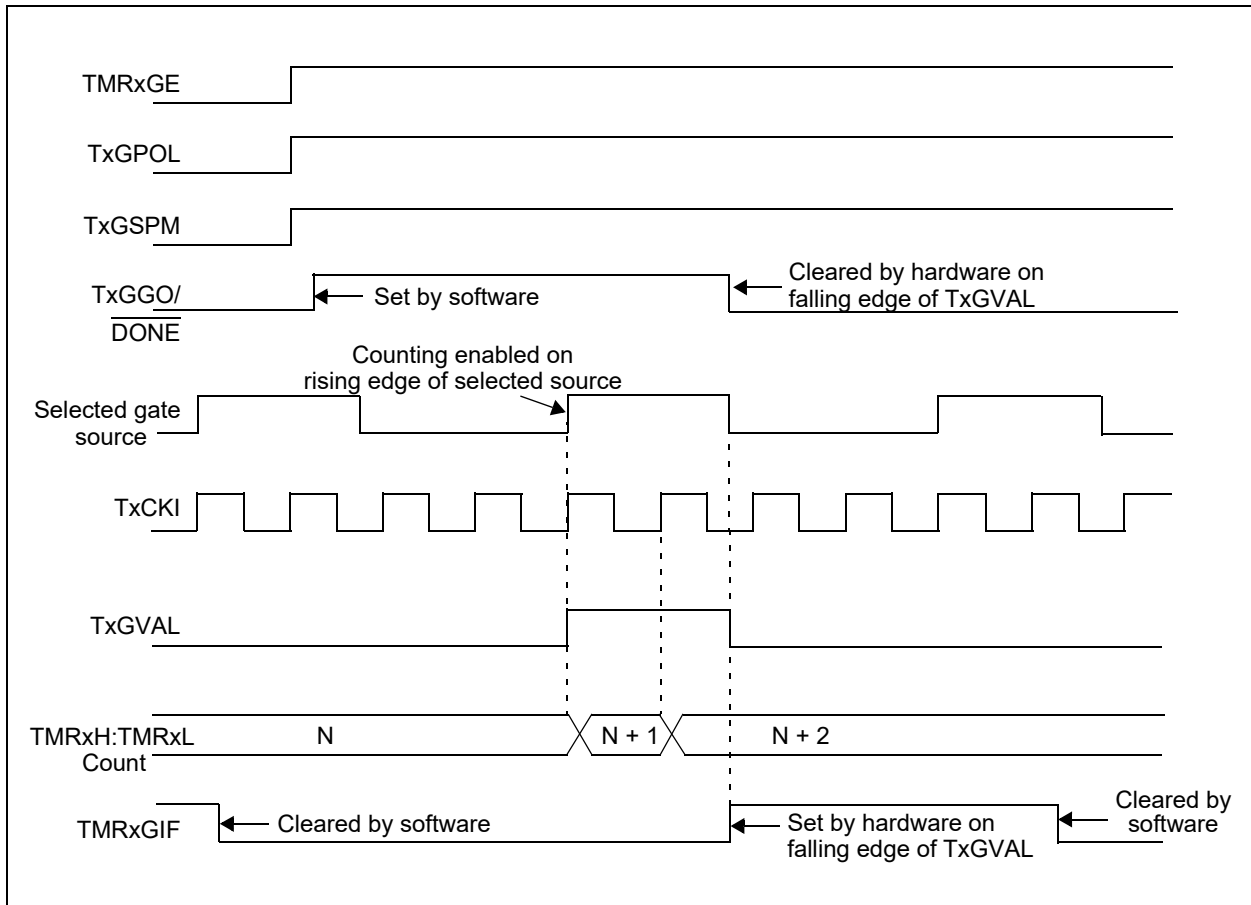 TMRxGE
TxGPOL
TxGSPM
TxGGO/
DONE
Set by software
Cleared by hardware on
falling edge of TxGVAL
Counting enabled on
rising edge of selected source
Selected gate
source
TxCKI
TxGVAL
TMRxH:TMRxL
Count
N
N + 1
N + 2
TMRxGIF
Cleared by software
Set by hardware on
falling edge of TxGVAL
Cleared by
software